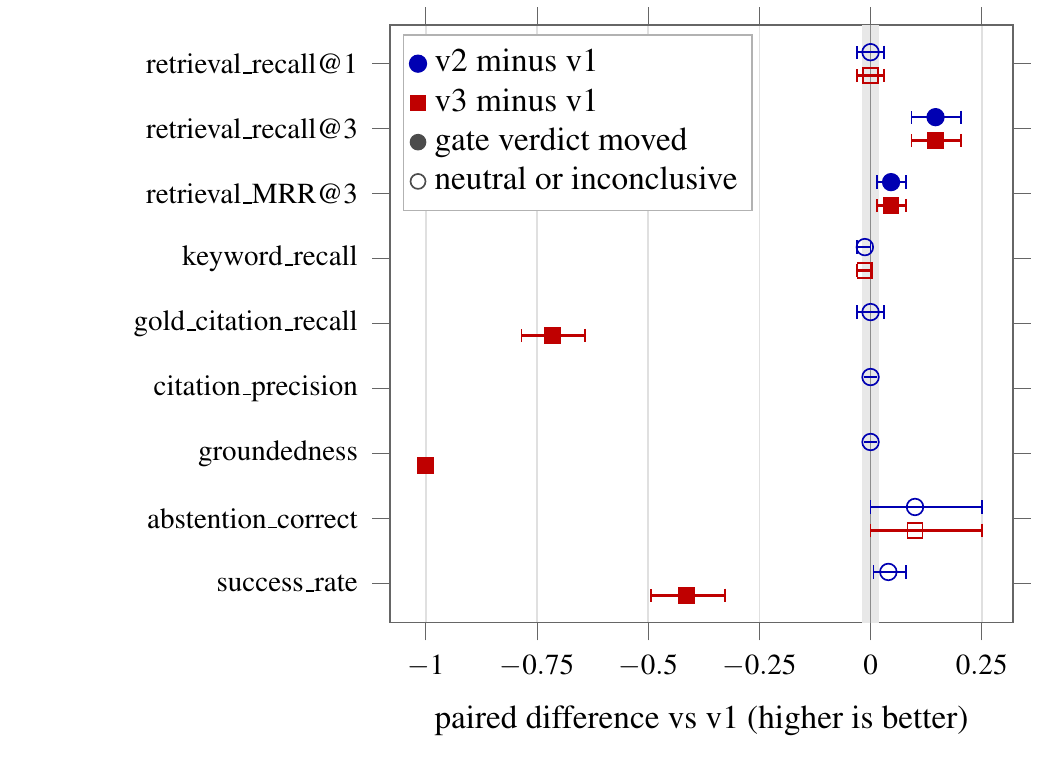 retrieval_recall@1
retrieval_recall@3
retrieval_MRR@3
keyword_recall
gold_citation_recall
citation_precision
groundedness
abstention_correct
success_rate
v2 minus v1
v3 minus v1
gate verdict moved
neutral or inconclusive
−1 −0.75 −0.5 −0.25 0 0.25
paired difference vs v1 (higher is better)